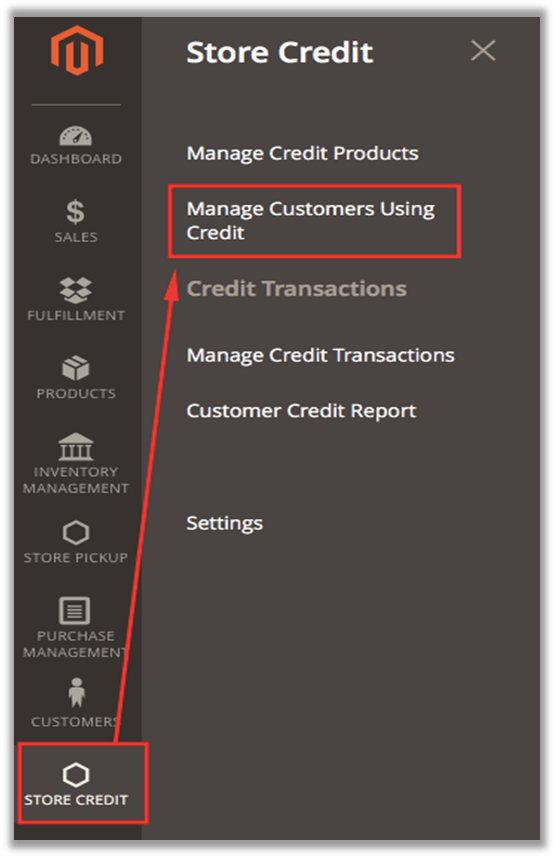 DASHBOARD
SALES
FULFILLMENT
PRODUCTS
INVENTORY
MANAGEMENT
STORE PICKUP
PURCHASE
MANAGEMENT
CUSTOMERS
STORE CREDIT
Store Credit
Manage Credit Products
Manage Customers Using
Credit
Credit Transactions
Manage Credit Transactions
Customer Credit Report
Settings